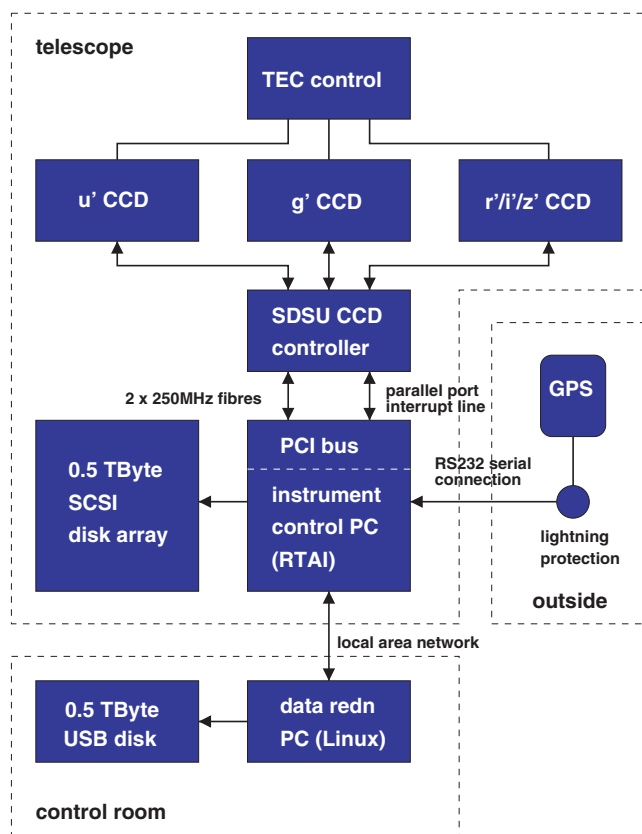 telescope
TEC control
u' CCD
g' CCD
r'/i'/z' CCD
SDSU CCD
controller
2 x 250MHz fibres
parallel port
interrupt line
GPS
0.5 TByte
SCSI
disk array
PCI bus
instrument
control PC
(RTAI)
RS232 serial
connection
lightning
protection
outside
local area network
0.5 TByte
USB disk
data redn
PC (Linux)
control room